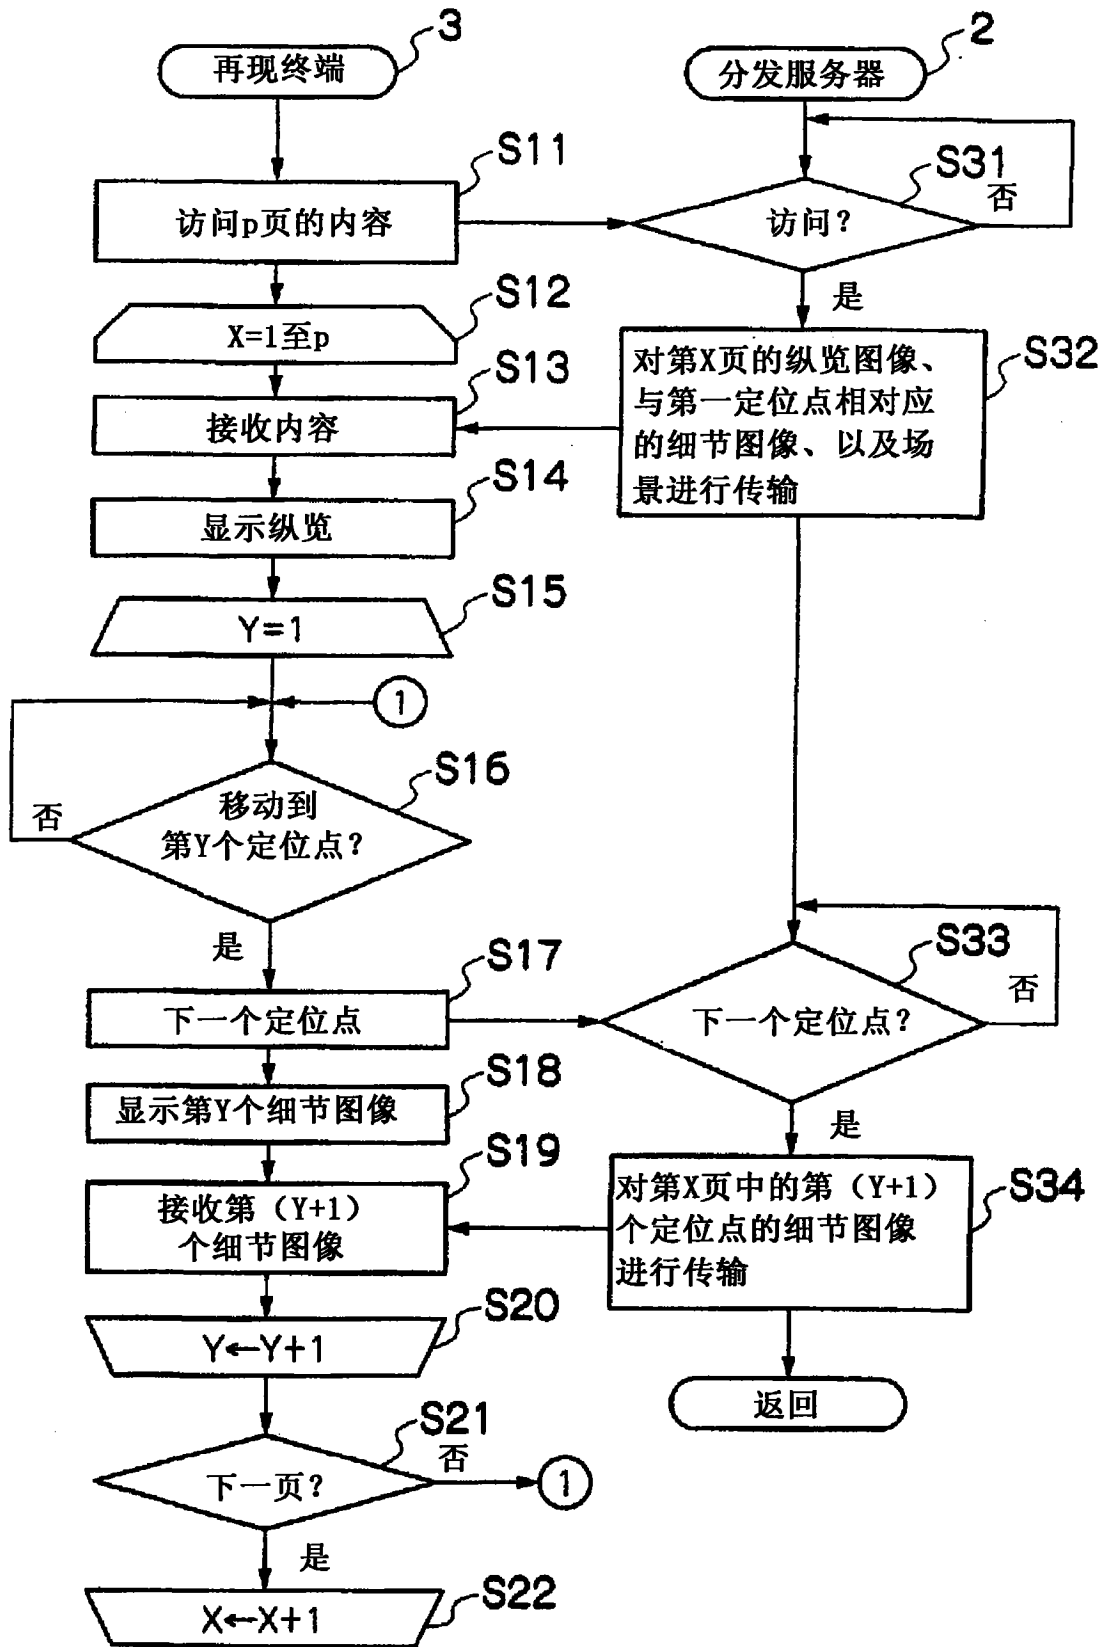 再现终端
3
S11
访问p页的内容
S12
X=1至p
S13
接收内容
S14
显示纵览
S15
Y=1
1
S16
移动到
第Y个定位点?
否
是
S17
下一个定位点
S18
显示第Y个细节图像
S19
接收第（Y+1）
个细节图像
S20
Y←Y+1
S21
下一页?
否
1
是
S22
X←X+1
分发服务器
2
S31
访问?
否
是
S32
对第X页的纵览图像、
与第一定位点相对应
的细节图像、以及场
景进行传输
S33
下一个定位点?
否
是
S34
对第X页中的第（Y+1）
个定位点的细节图像
进行传输
返回